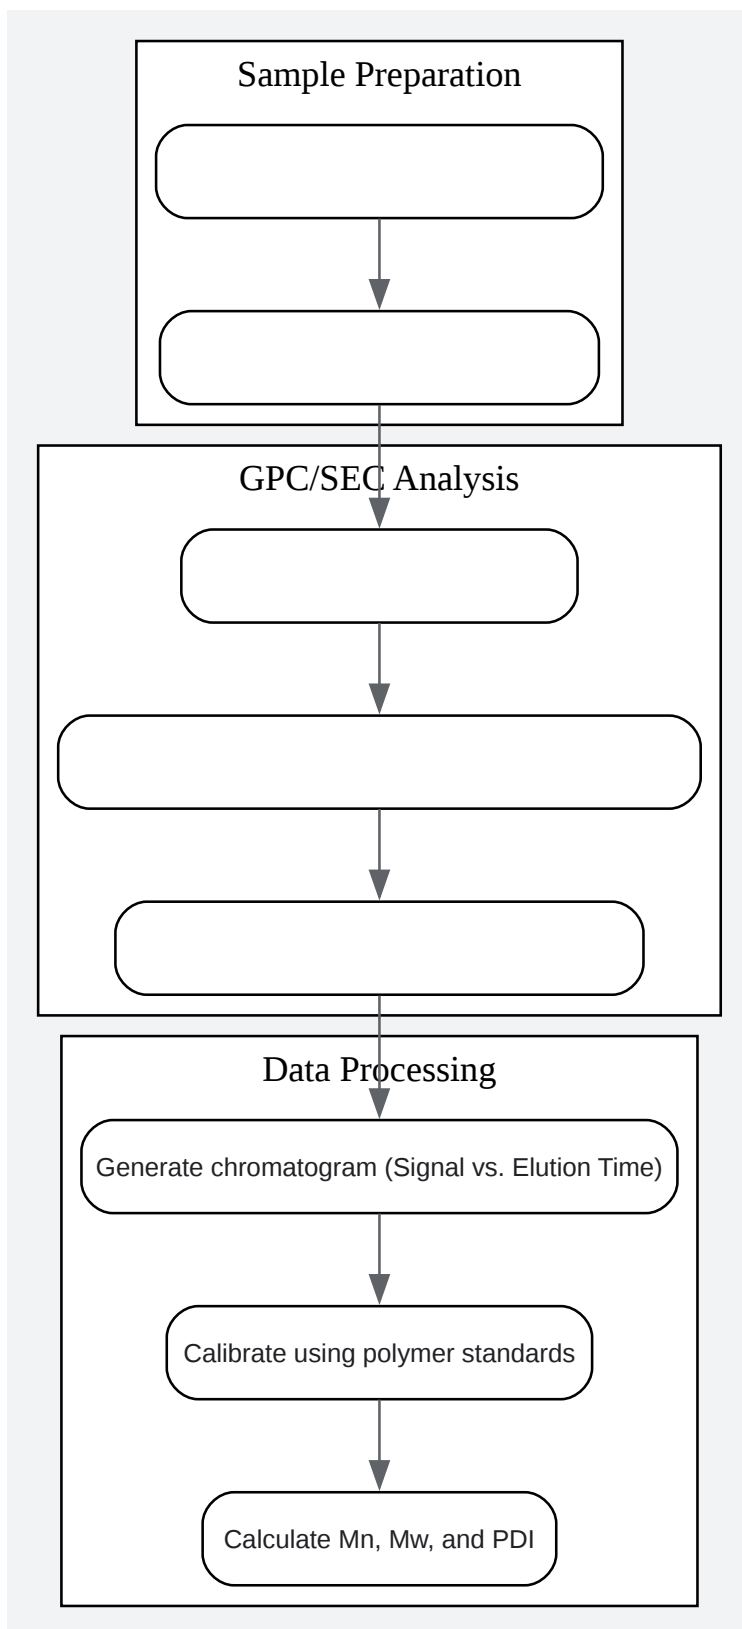 Sample Preparation
GPC/SEC Analysis
Data Processing
Generate chromatogram (Signal vs. Elution Time)
Calibrate using polymer standards
Calculate Mn, Mw, and PDI